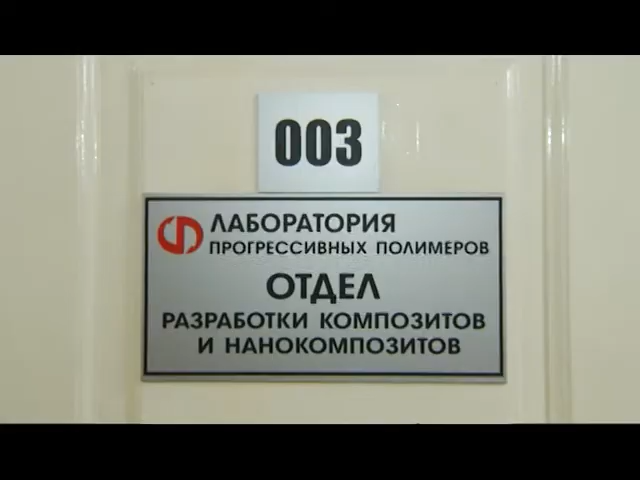 003
ЛАБОРАТОРИЯ
ПРОГРЕССИВНЫХ ПОЛИМЕРОВ
ОТДЕЛ
РАЗРАБОТКИ КОМПОЗИТОВ
И НАНОКОМПОЗИТОВ